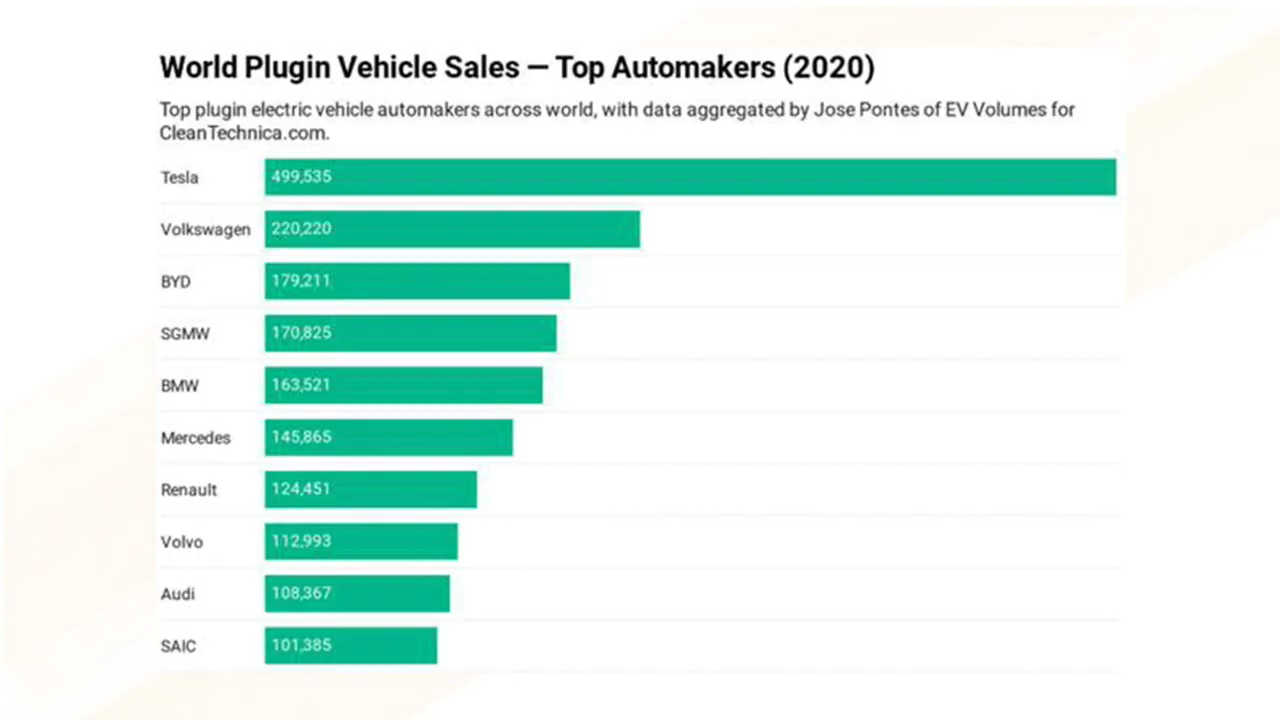 World Plugin Vehicle Sales — Top Automakers (2020)
Top plugin electric vehicle automakers across world, with data aggregated by Jose Pontes of EV Volumes for
CleanTechnica.com.
Tesla 499,535
Volkswagen 220,220
BYD 179,211
SGMW 170,825
BMW 163,521
Mercedes 145,865
Renault 124,451
Volvo 112,993
Audi 108,367
SAIC 101,385